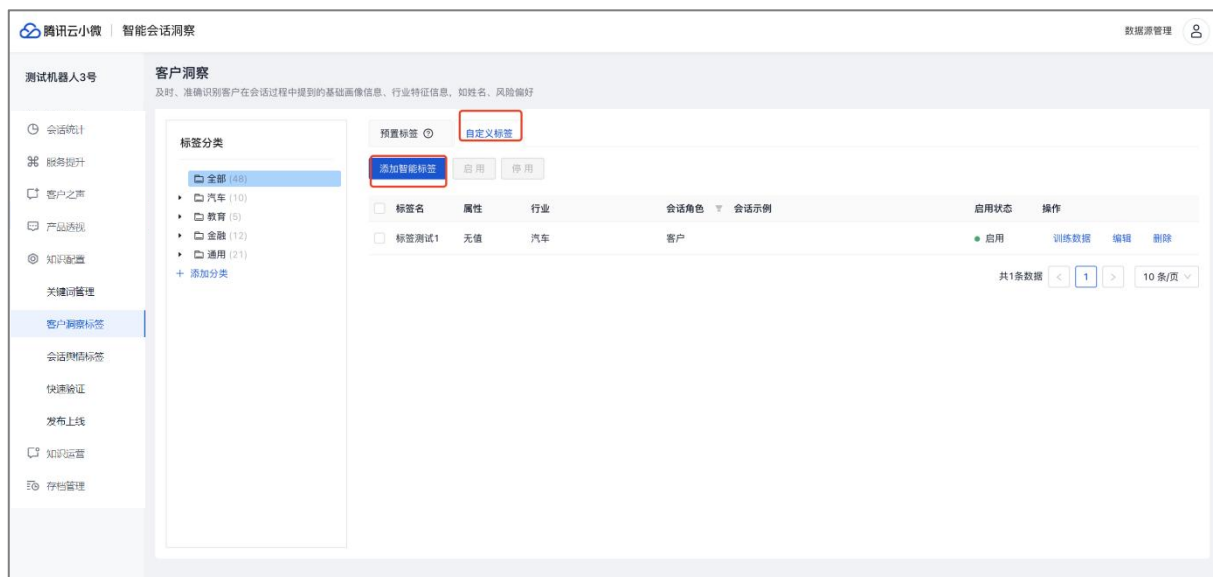 腾讯云小微 智能会话洞察 数据源管理
测试机器人3号
客户洞察
及时、准确识别客户在会话过程中提到的基础画像信息、行业特征信息，如姓名、风险偏好
会话统计
服务提升
客户之声
产品透视
知识配置
关键词管理
客户洞察标签
会话舆情标签
快速验证
发布上线
知识运营
存档管理
标签分类
全部 (48)
汽车 (10)
教育 (5)
金融 (12)
通用 (21)
+ 添加分类
预置标签 自定义标签
添加智能标签 启用 停用
标签名 属性 行业 会话角色 会话示例 启用状态 操作
标签测试1 无值 汽车 客户 启用 训练数据 编辑 删除
共1条数据 < 1 > 10 条/页